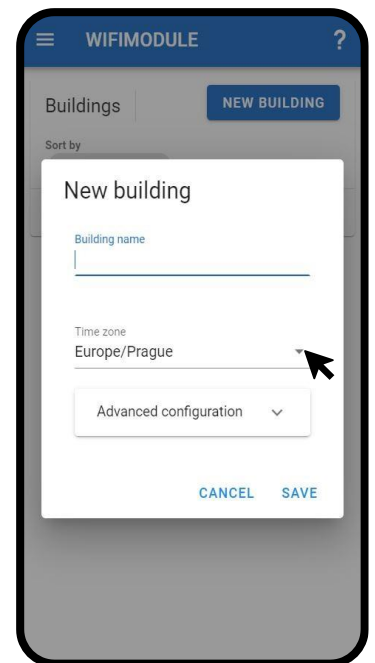 WIFIMODULE ?
Buildings NEW BUILDING
Sort by
New building
Building name
Time zone
Europe/Prague
Advanced configuration
CANCEL SAVE